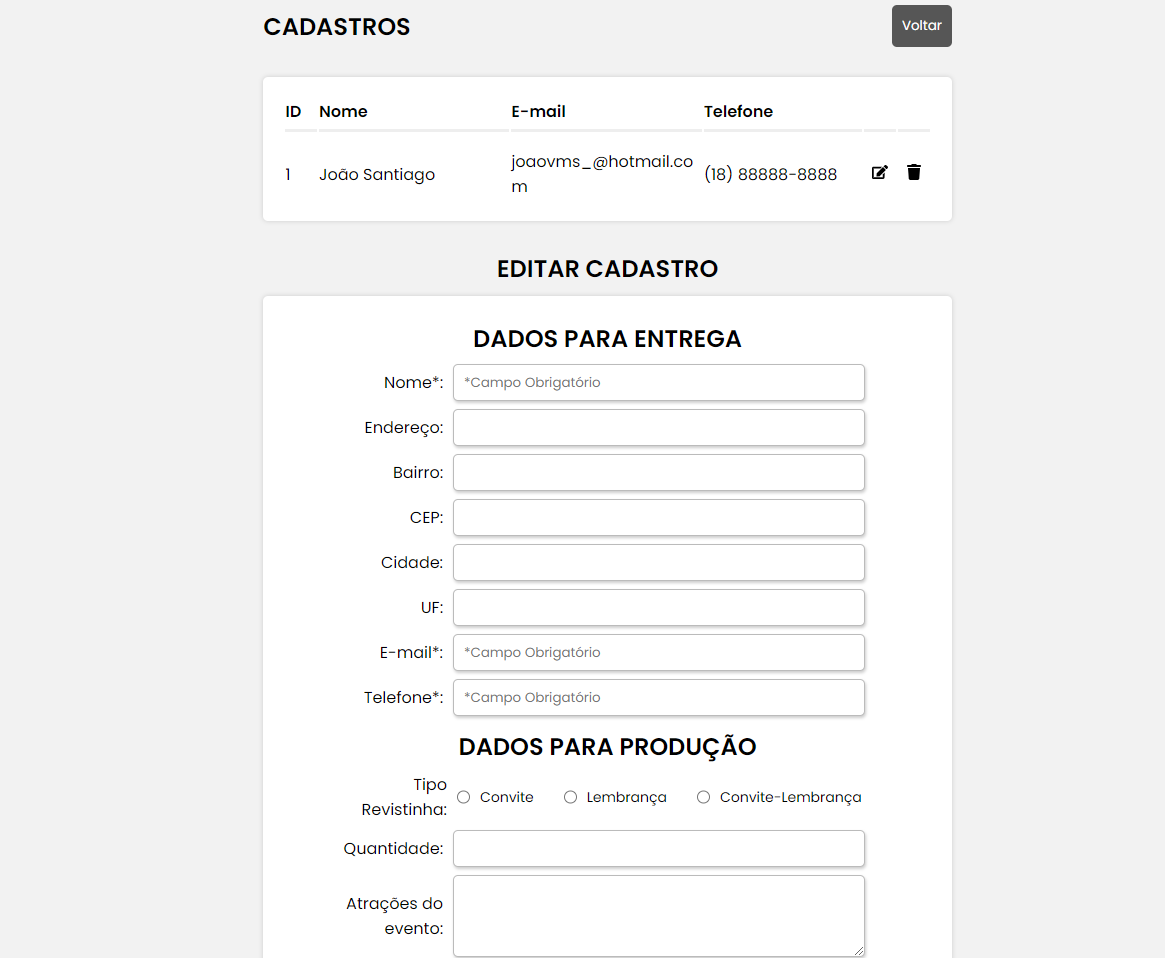 CADASTROS
Voltar
ID Nome E-mail Telefone
1 João Santiago joaovms_@hotmail.co
m (18) 88888-8888
EDITAR CADASTRO
DADOS PARA ENTREGA
Nome*: *Campo Obrigatório
Endereço:
Bairro:
CEP:
Cidade:
UF:
E-mail*: *Campo Obrigatório
Telefone*: *Campo Obrigatório
DADOS PARA PRODUÇÃO
Tipo
Revistinha: Convite Lembrança Convite-Lembrança
Quantidade:
Atrações do
evento: